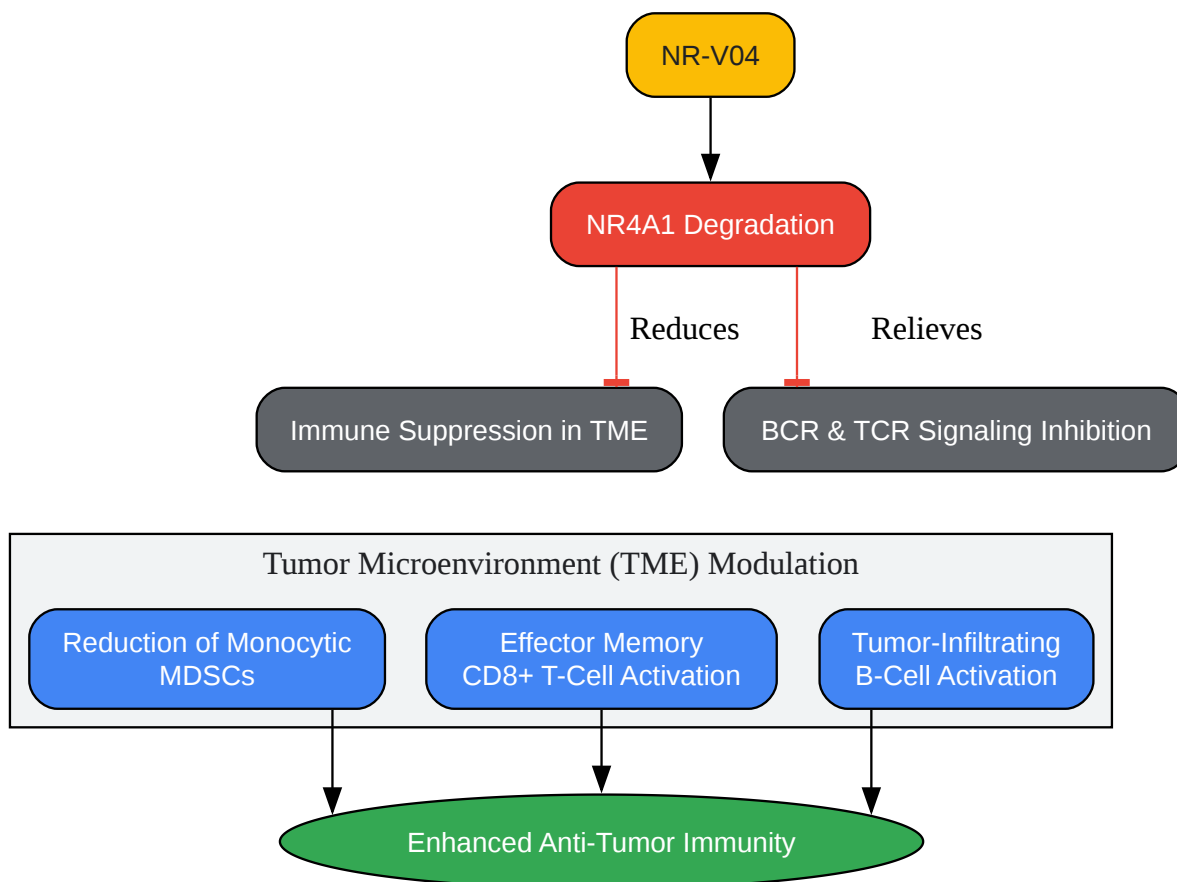 NR-V04
NR4A1 Degradation
Reduces
Relieves
Immune Suppression in TME
BCR & TCR Signaling Inhibition
Tumor Microenvironment (TME) Modulation
Reduction of Monocytic
MDSCs
Effector Memory
CD8+ T-Cell Activation
Tumor-Infiltrating
B-Cell Activation
Enhanced Anti-Tumor Immunity